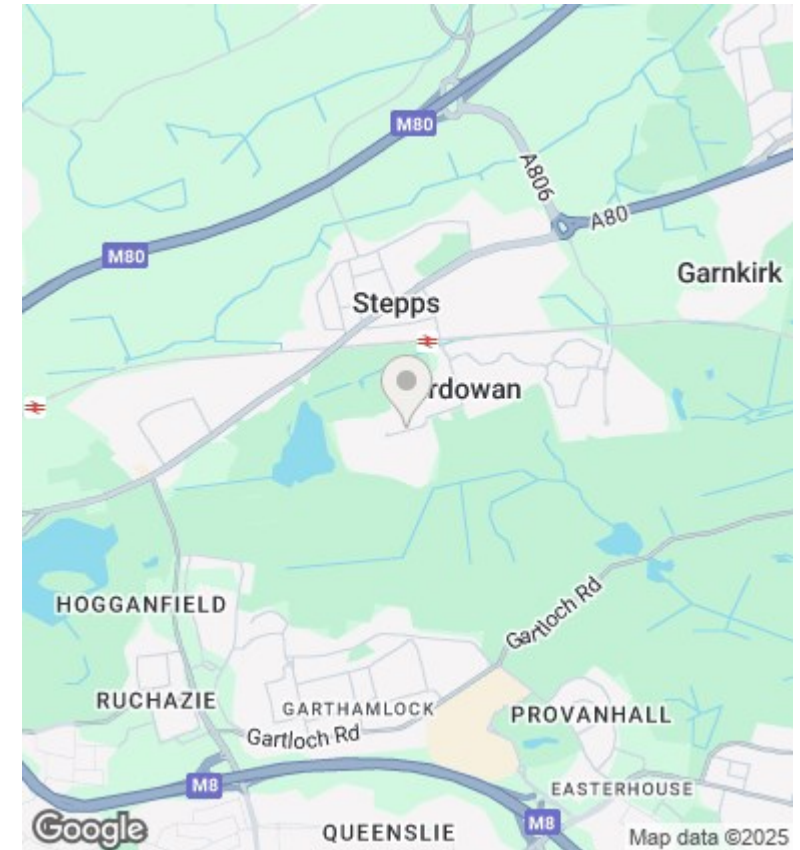 M80
A806
A80
M80
Garnkirk
Stepps
rdowan
HOGGANFIELD
Gartloch Rd
RUCHAZIE
GARTHAMLOCK
PROVANHALL
Gartloch Rd
M8
EASTERHOUSE
M8
QUEENSLIE
Google
Map data ©2025